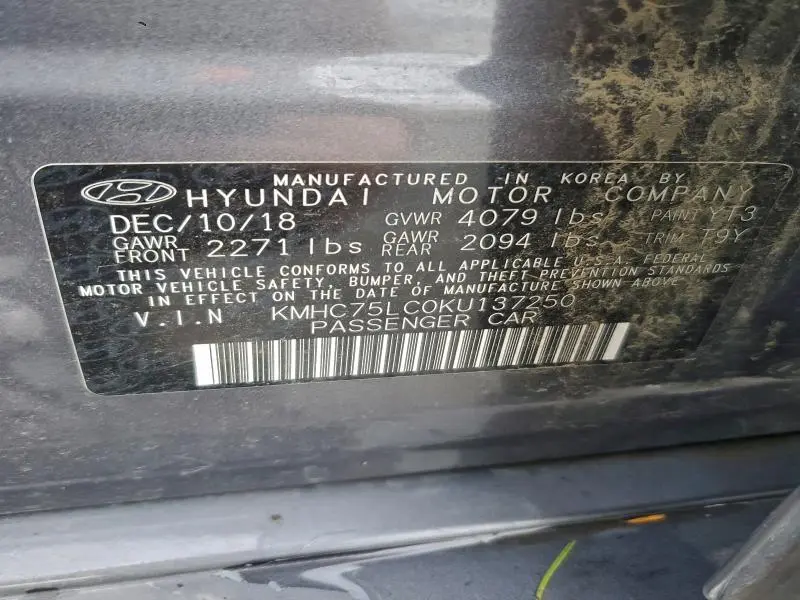 MANUFACTURED IN KOREA BY
HYUNDAI MOTOR COMPANY
DEC/10/18 GVWR 4079 lbs PAINT YT3
GAWR FRONT 2271 lbs GAWR REAR 2094 lbs TRIM T9Y
THIS VEHICLE CONFORMS TO ALL APPLICABLE U.S.A. FEDERAL
MOTOR VEHICLE SAFETY, BUMPER, AND THEFT PREVENTION STANDARDS
IN EFFECT ON THE DATE OF MANUFACTURE SHOWN ABOVE
V.I.N KMHC75LC0KU137250
PASSENGER CAR